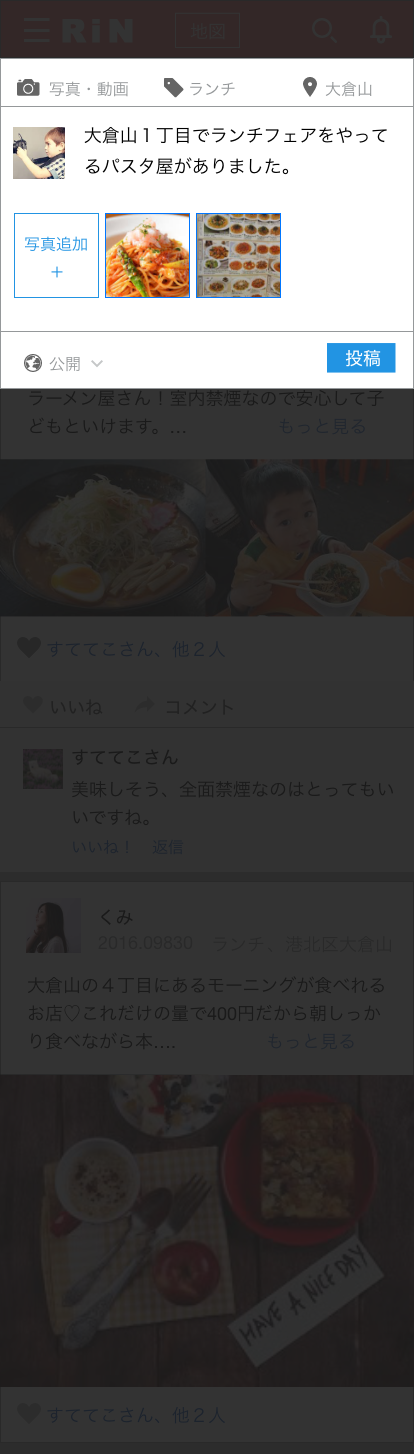 RiN
地図
写真・動画
ランチ
大倉山
大倉山１丁目でランチフェアをやって
るパスタ屋がありました。
写真追加
+
公開
投稿
ラーメン屋さん！室内禁煙なので安心して子
どもといけます。... もっと見る
すててこさん、他２人
いいね
コメント
すててこさん
美味しそう、全面禁煙なのはとってもい
いですね。
いいね！ 返信
くみ
2016.09830 ランチ、港北区大倉山
大倉山の４丁目にあるモーニングが食べれる
お店♡これだけの量で400円だから朝しっか
り食べながら本.... もっと見る
HAVE A NICE DAY
すててこさん、他２人